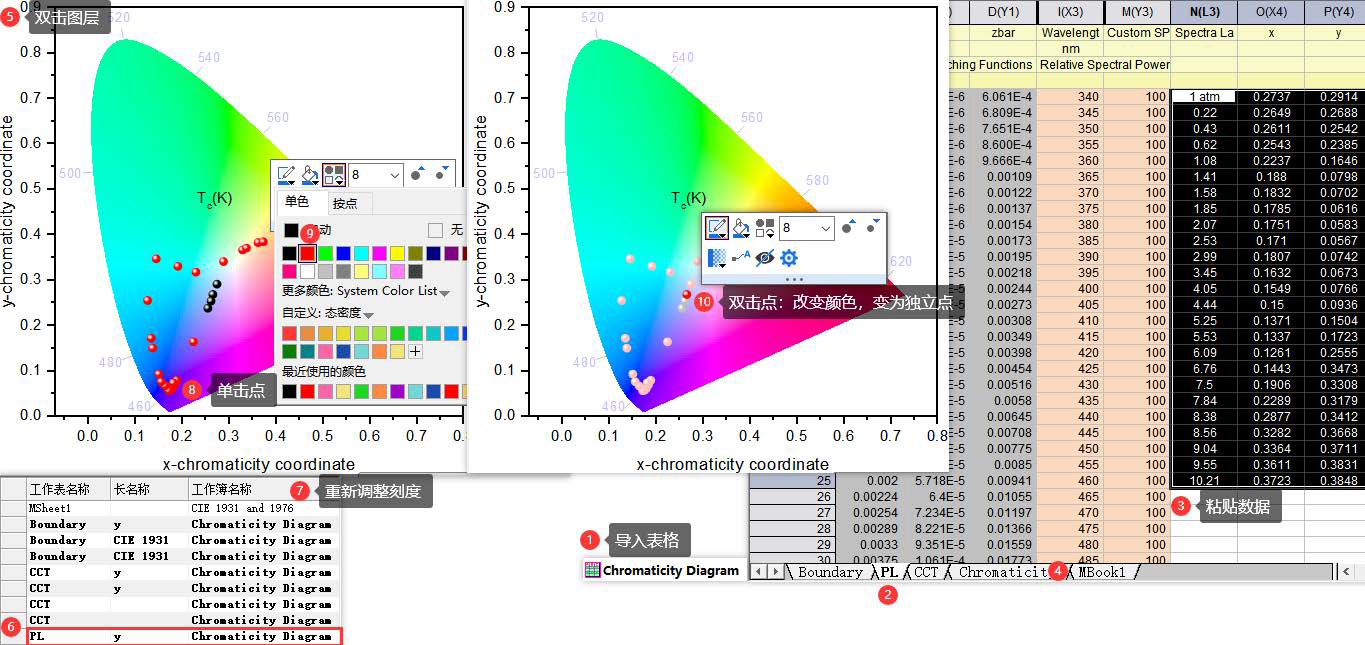 5 双击图层
0.9
0.8
0.7
0.6
0.5
0.4
0.3
0.2
0.1
0.0
y-chromaticity coordinate
520
540
560
500
480
460
Tc(K)
0.0 0.1 0.2 0.3 0.4 0.5 0.6 0.7 0.8
x-chromaticity coordinate
8
单色 按点
9 动 无
更多颜色: System Color List
自定义: 态密度
最近使用的颜色
8 单击点
0.9
0.8
0.7
0.6
0.5
0.4
0.3
0.2
0.1
0.0
y-chromaticity coordinate
520
540
560
580
620
500
480
460
Tc(K)
8
10 双击点：改变颜色，变为独立点
0.0 0.1 0.2 0.3 0.4 0.5 0.6 0.7 0.8
x-chromaticity coordinate
) D(Y1) I(X3) M(Y3) N(L3) O(X4) P(Y4)
zbar Wavelengt Custom SP Spectra La x y
nm
ching Functions Relative Spectral Power
E-6 6.061E-4 340 100 1 atm 0.2737 0.2914
E-6 6.809E-4 345 100 0.22 0.2649 0.2688
E-6 7.651E-4 350 100 0.43 0.2611 0.2542
E-6 8.600E-4 355 100 0.62 0.2543 0.2385
E-6 9.666E-4 360 100 1.08 0.2237 0.1646
E-5 0.00109 365 100 1.41 0.188 0.0798
E-5 0.00122 370 100 1.58 0.1832 0.0702
E-5 0.00137 375 100 1.85 0.1785 0.0616
E-5 0.00154 380 100 2.07 0.1751 0.0583
E-5 0.00173 385 100 2.53 0.171 0.0567
E-5 0.00195 390 100 2.99 0.1807 0.0742
E-5 0.00218 395 100 3.45 0.1632 0.0673
E-5 0.00244 400 100 4.05 0.1549 0.0766
E-5 0.00273 405 100 4.44 0.15 0.0936
E-5 0.00308 410 100 5.25 0.1371 0.1504
E-5 0.00349 415 100 5.53 0.1337 0.1723
E-5 0.00398 420 100 6.09 0.1261 0.2555
E-5 0.00454 425 100 6.76 0.1443 0.3473
E-5 0.00516 430 100 7.5 0.1906 0.3308
E-5 0.0058 435 100 7.84 0.2289 0.3179
E-5 0.00645 440 100 8.38 0.2877 0.3412
E-5 0.00708 445 100 8.56 0.3282 0.3668
E-5 0.00775 450 100 9.04 0.3364 0.3711
E-5 0.0085 455 100 9.55 0.3611 0.3831
25 0.002 5.718E-5 0.00941 460 100 10.21 0.3723 0.3848
26 0.00224 6.4E-5 0.01055 465 100
27 0.00254 7.234E-5 0.01197 470 100
28 0.00289 8.221E-5 0.01366 475 100
29 0.0033 9.351E-5 0.01559 480 100
30 0.00375 1.061E-4 0.01773 485 100
3 粘贴数据
1 导入表格
Chromaticity Diagram
Boundary PL CCT Chromaticit 4 MBook1
2
工作表名称 长名称 工作簿名称
7 重新调整刻度
MSheet1 CIE 1931 and 1976
Boundary y Chromaticity Diagram
Boundary CIE 1931 Chromaticity Diagram
Boundary CIE 1931 Chromaticity Diagram
CCT y Chromaticity Diagram
CCT y Chromaticity Diagram
CCT Chromaticity Diagram
CCT Chromaticity Diagram
6 PL y Chromaticity Diagram